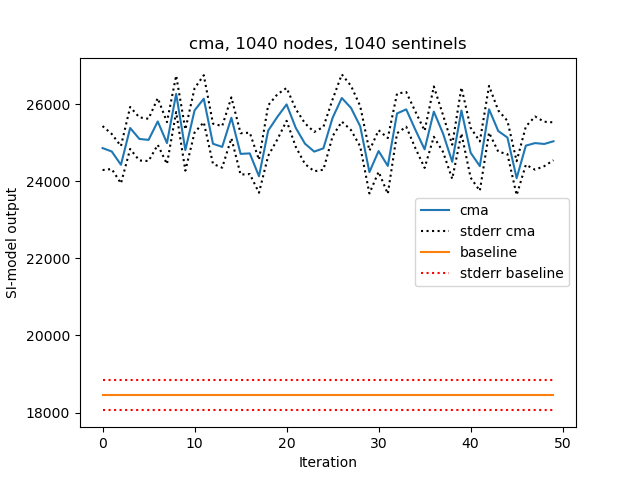 cma, 1040 nodes, 1040 sentinels
SI-model output
26000
24000
22000
20000
18000
cma
stderr cma
baseline
stderr baseline
0 10 20 30 40 50
Iteration